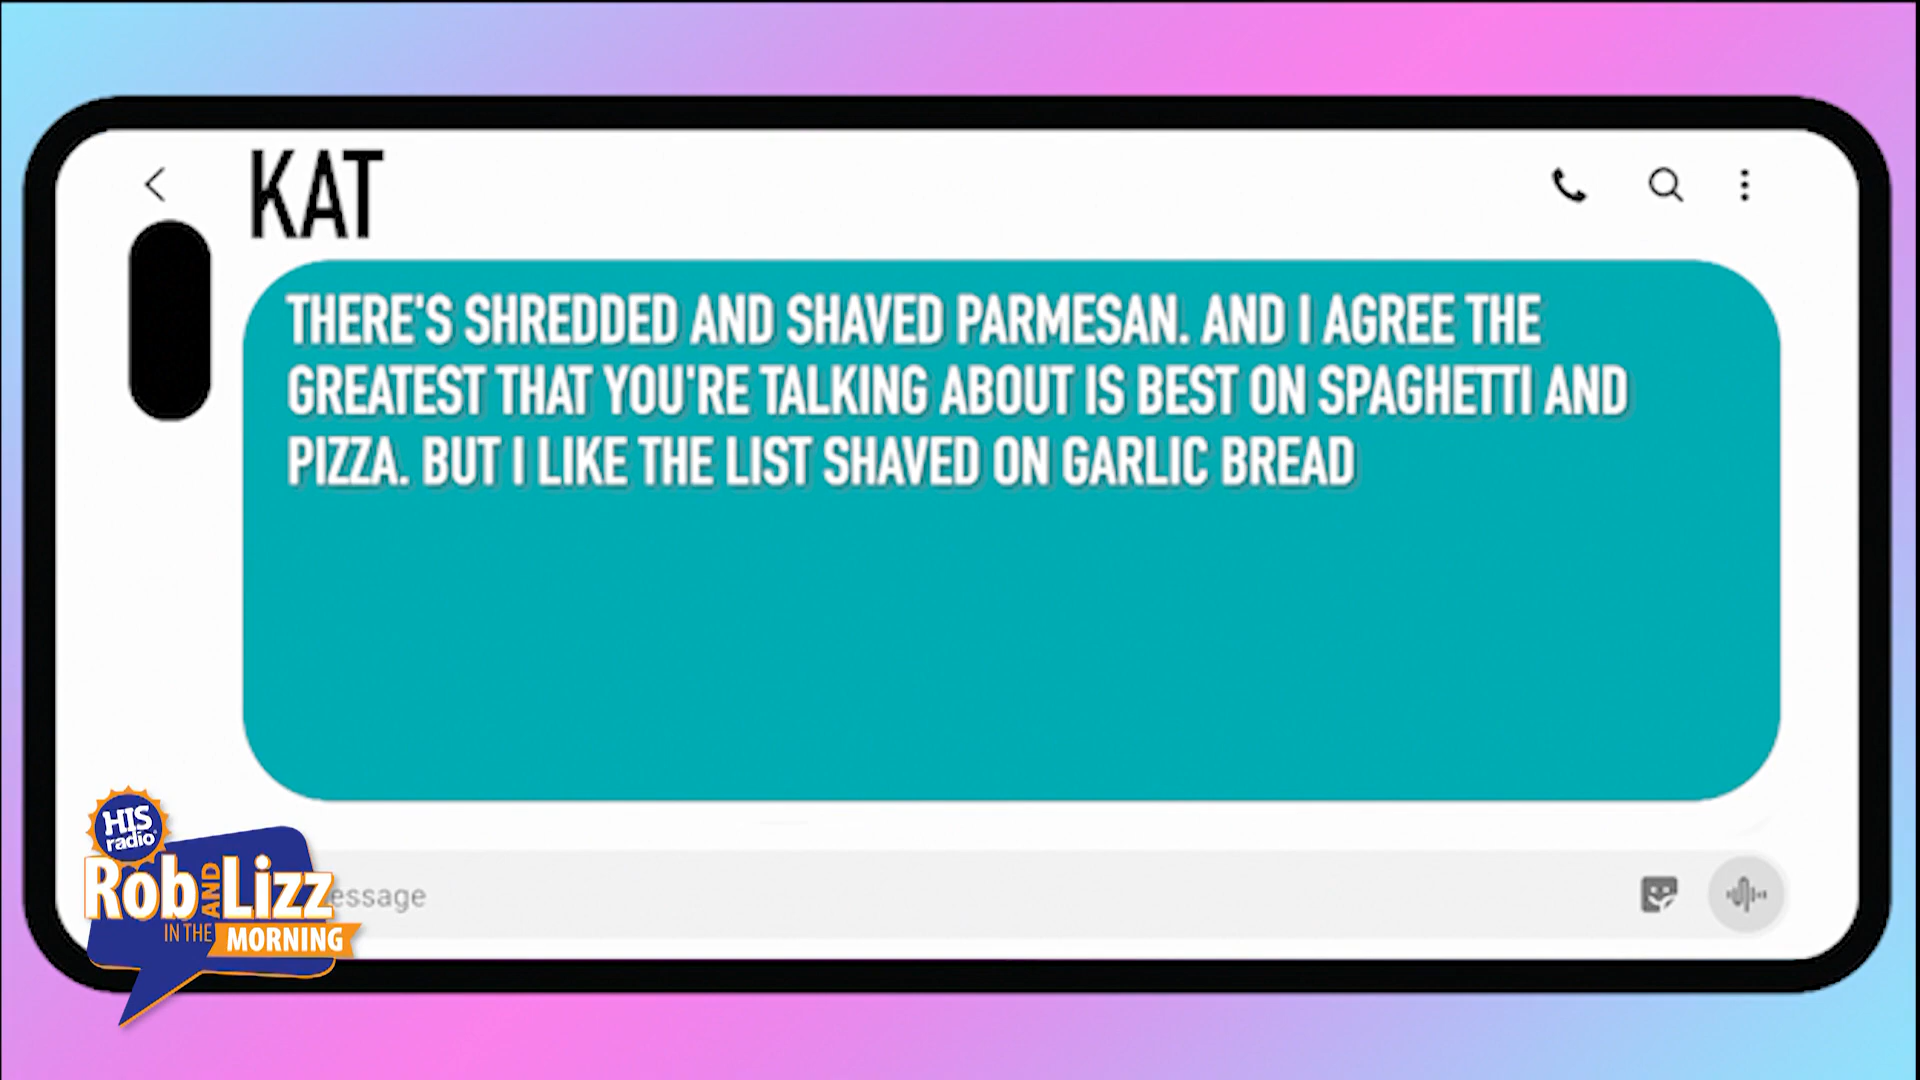 KAT
THERE'S SHREDDED AND SHAVED PARMESAN. AND I AGREE THE
GREATEST THAT YOU'RE TALKING ABOUT IS BEST ON SPAGHETTI AND
PIZZA. BUT I LIKE THE LIST SHAVED ON GARLIC BREAD
essage
HIS
radio
Rob AND Lizz
IN THE MORNING